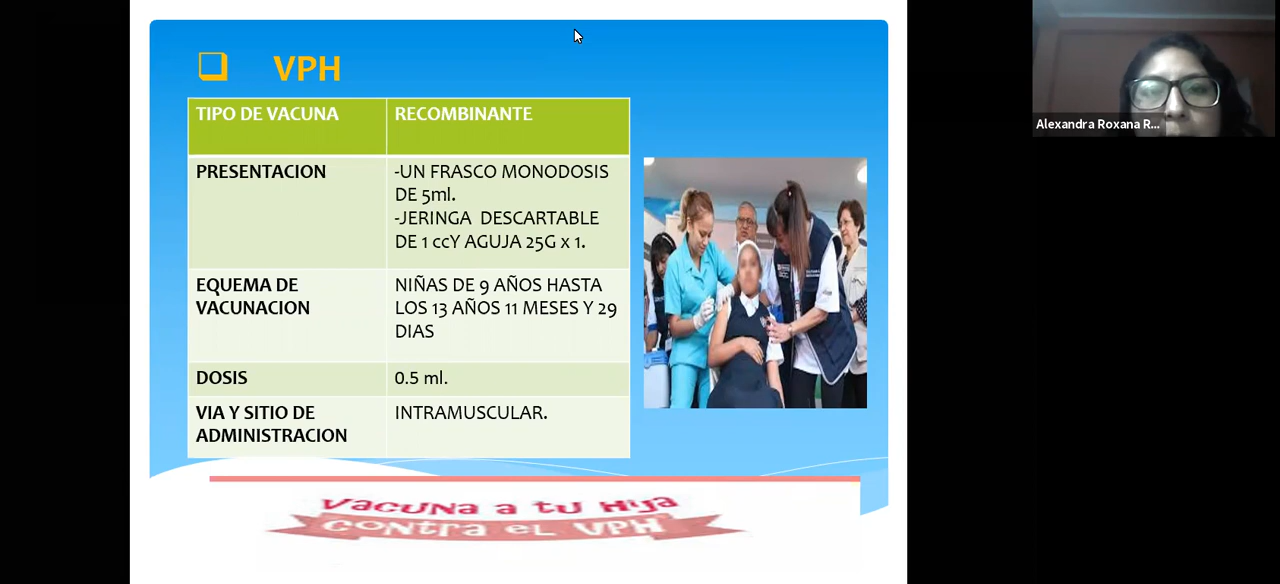 VPH
TIPO DE VACUNA
RECOMBINANTE
PRESENTACION
-UN FRASCO MONODOSIS
DE 5ml.
-JERINGA DESCARTABLE
DE 1 ccY AGUJA 25G x 1.
EQUEMA DE
VACUNACION
NIÑAS DE 9 AÑOS HASTA
LOS 13 AÑOS 11 MESES Y 29
DIAS
DOSIS
0.5 ml.
VIA Y SITIO DE
ADMINISTRACION
INTRAMUSCULAR.
Vacuna a tu Hija
contra el VPH
Alexandra Roxana R...